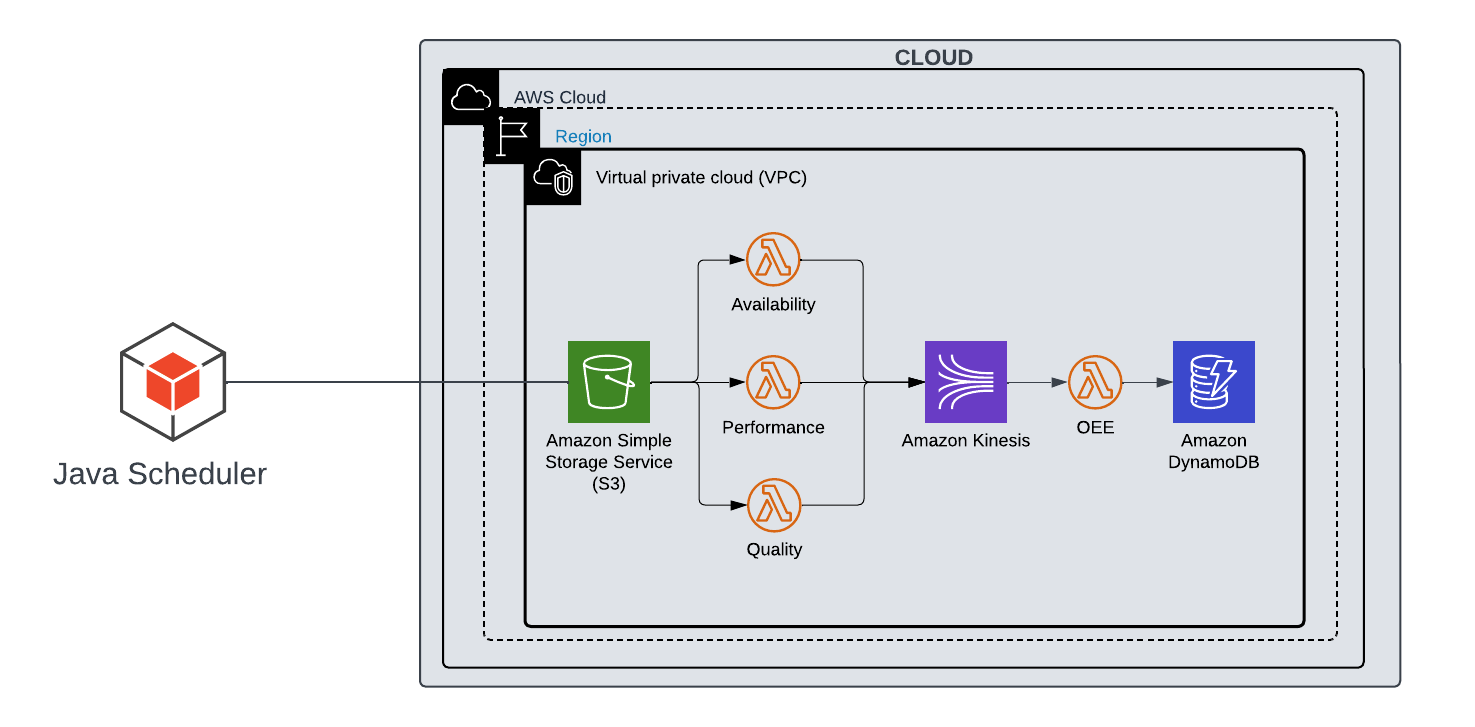 CLOUD
AWS Cloud
Region
Virtual private cloud (VPC)
Availability
Performance
Quality
Java Scheduler
Amazon Simple
Storage Service
(S3)
Amazon Kinesis
OEE
Amazon
DynamoDB